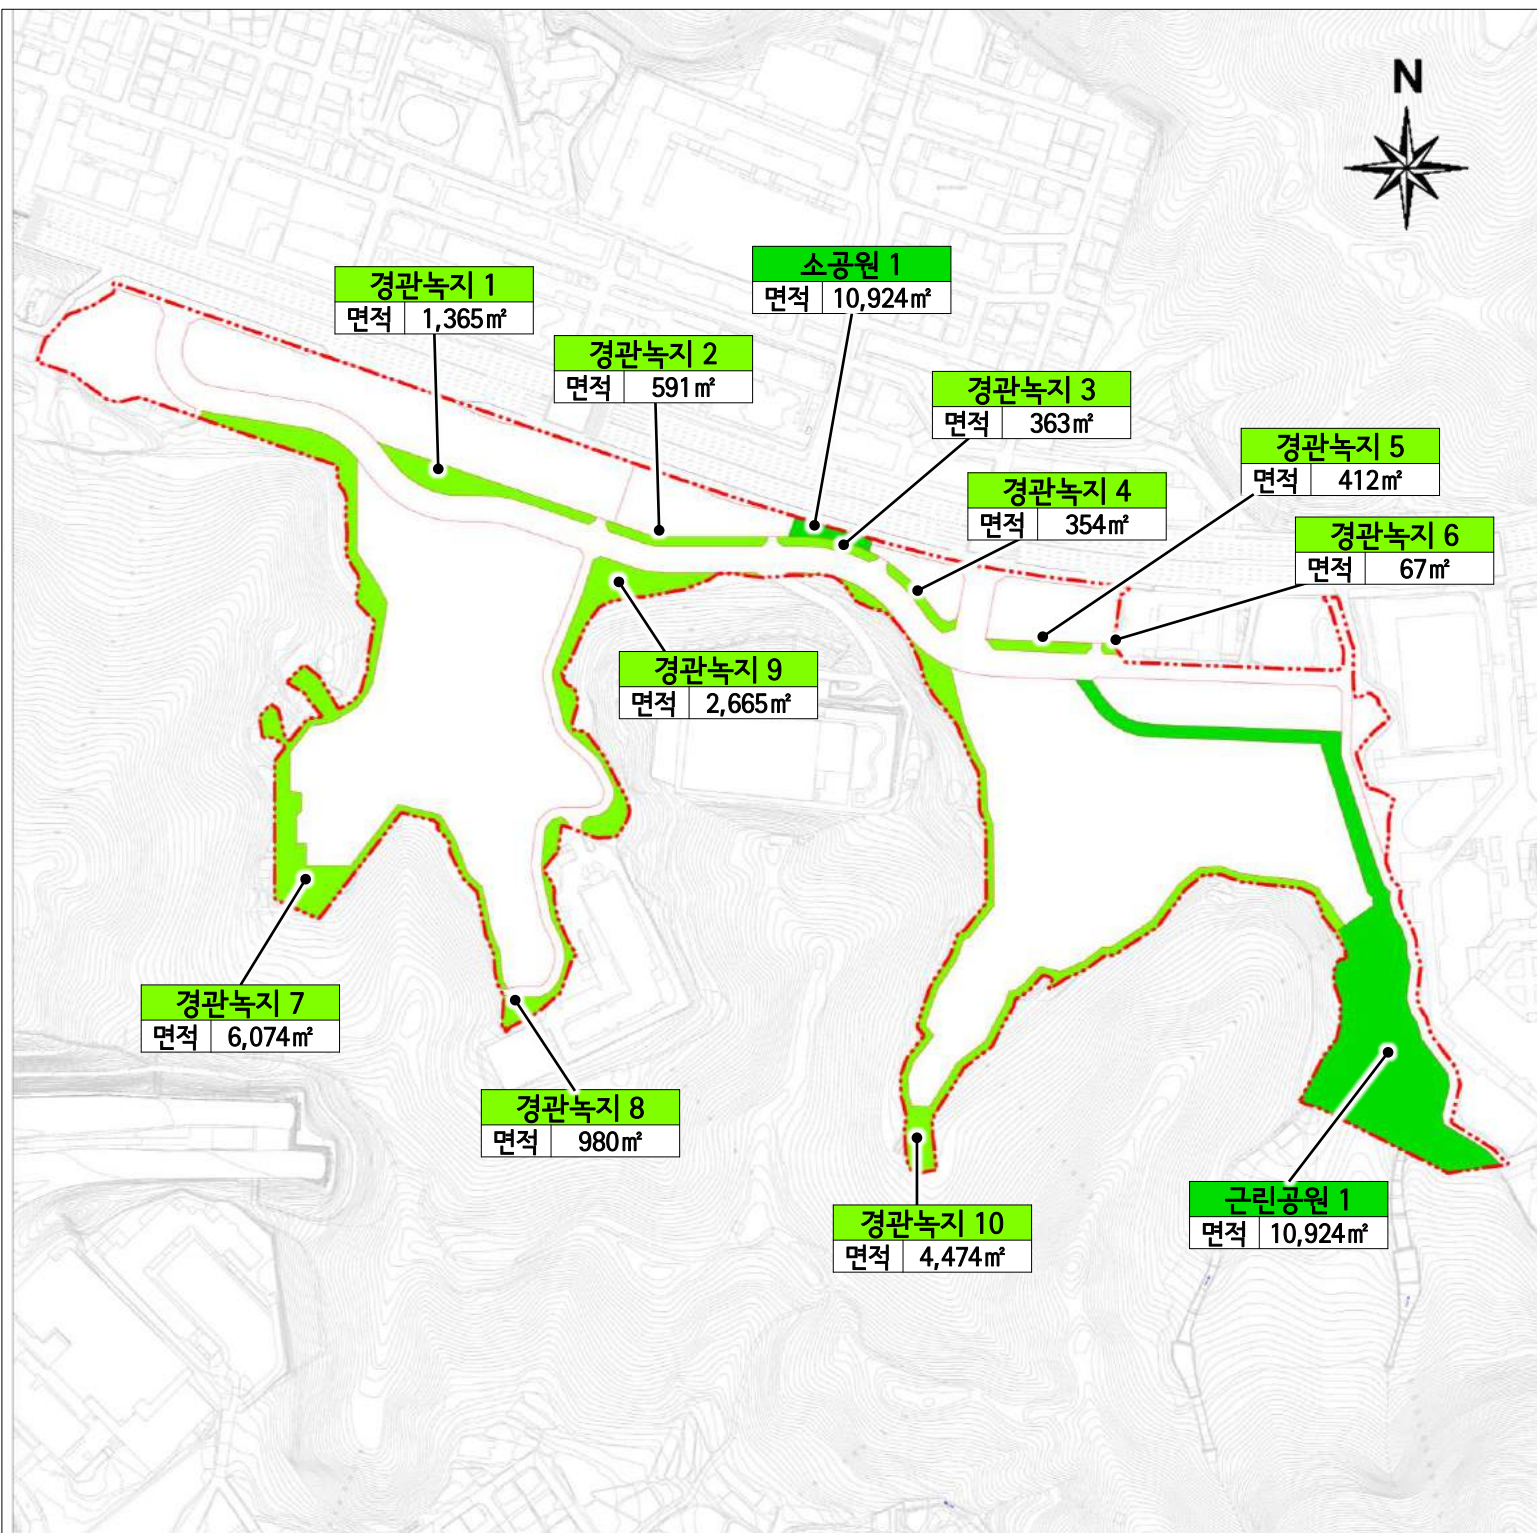 N
소공원 1
면적 10,924㎡
경관녹지 1
면적 1,365㎡
경관녹지 2
면적 591㎡
경관녹지 3
면적 363㎡
경관녹지 5
면적 412㎡
경관녹지 4
면적 354㎡
경관녹지 6
면적 67㎡
경관녹지 9
면적 2,665㎡
경관녹지 7
면적 6,074㎡
경관녹지 8
면적 980㎡
근린공원 1
면적 10,924㎡
경관녹지 10
면적 4,474㎡